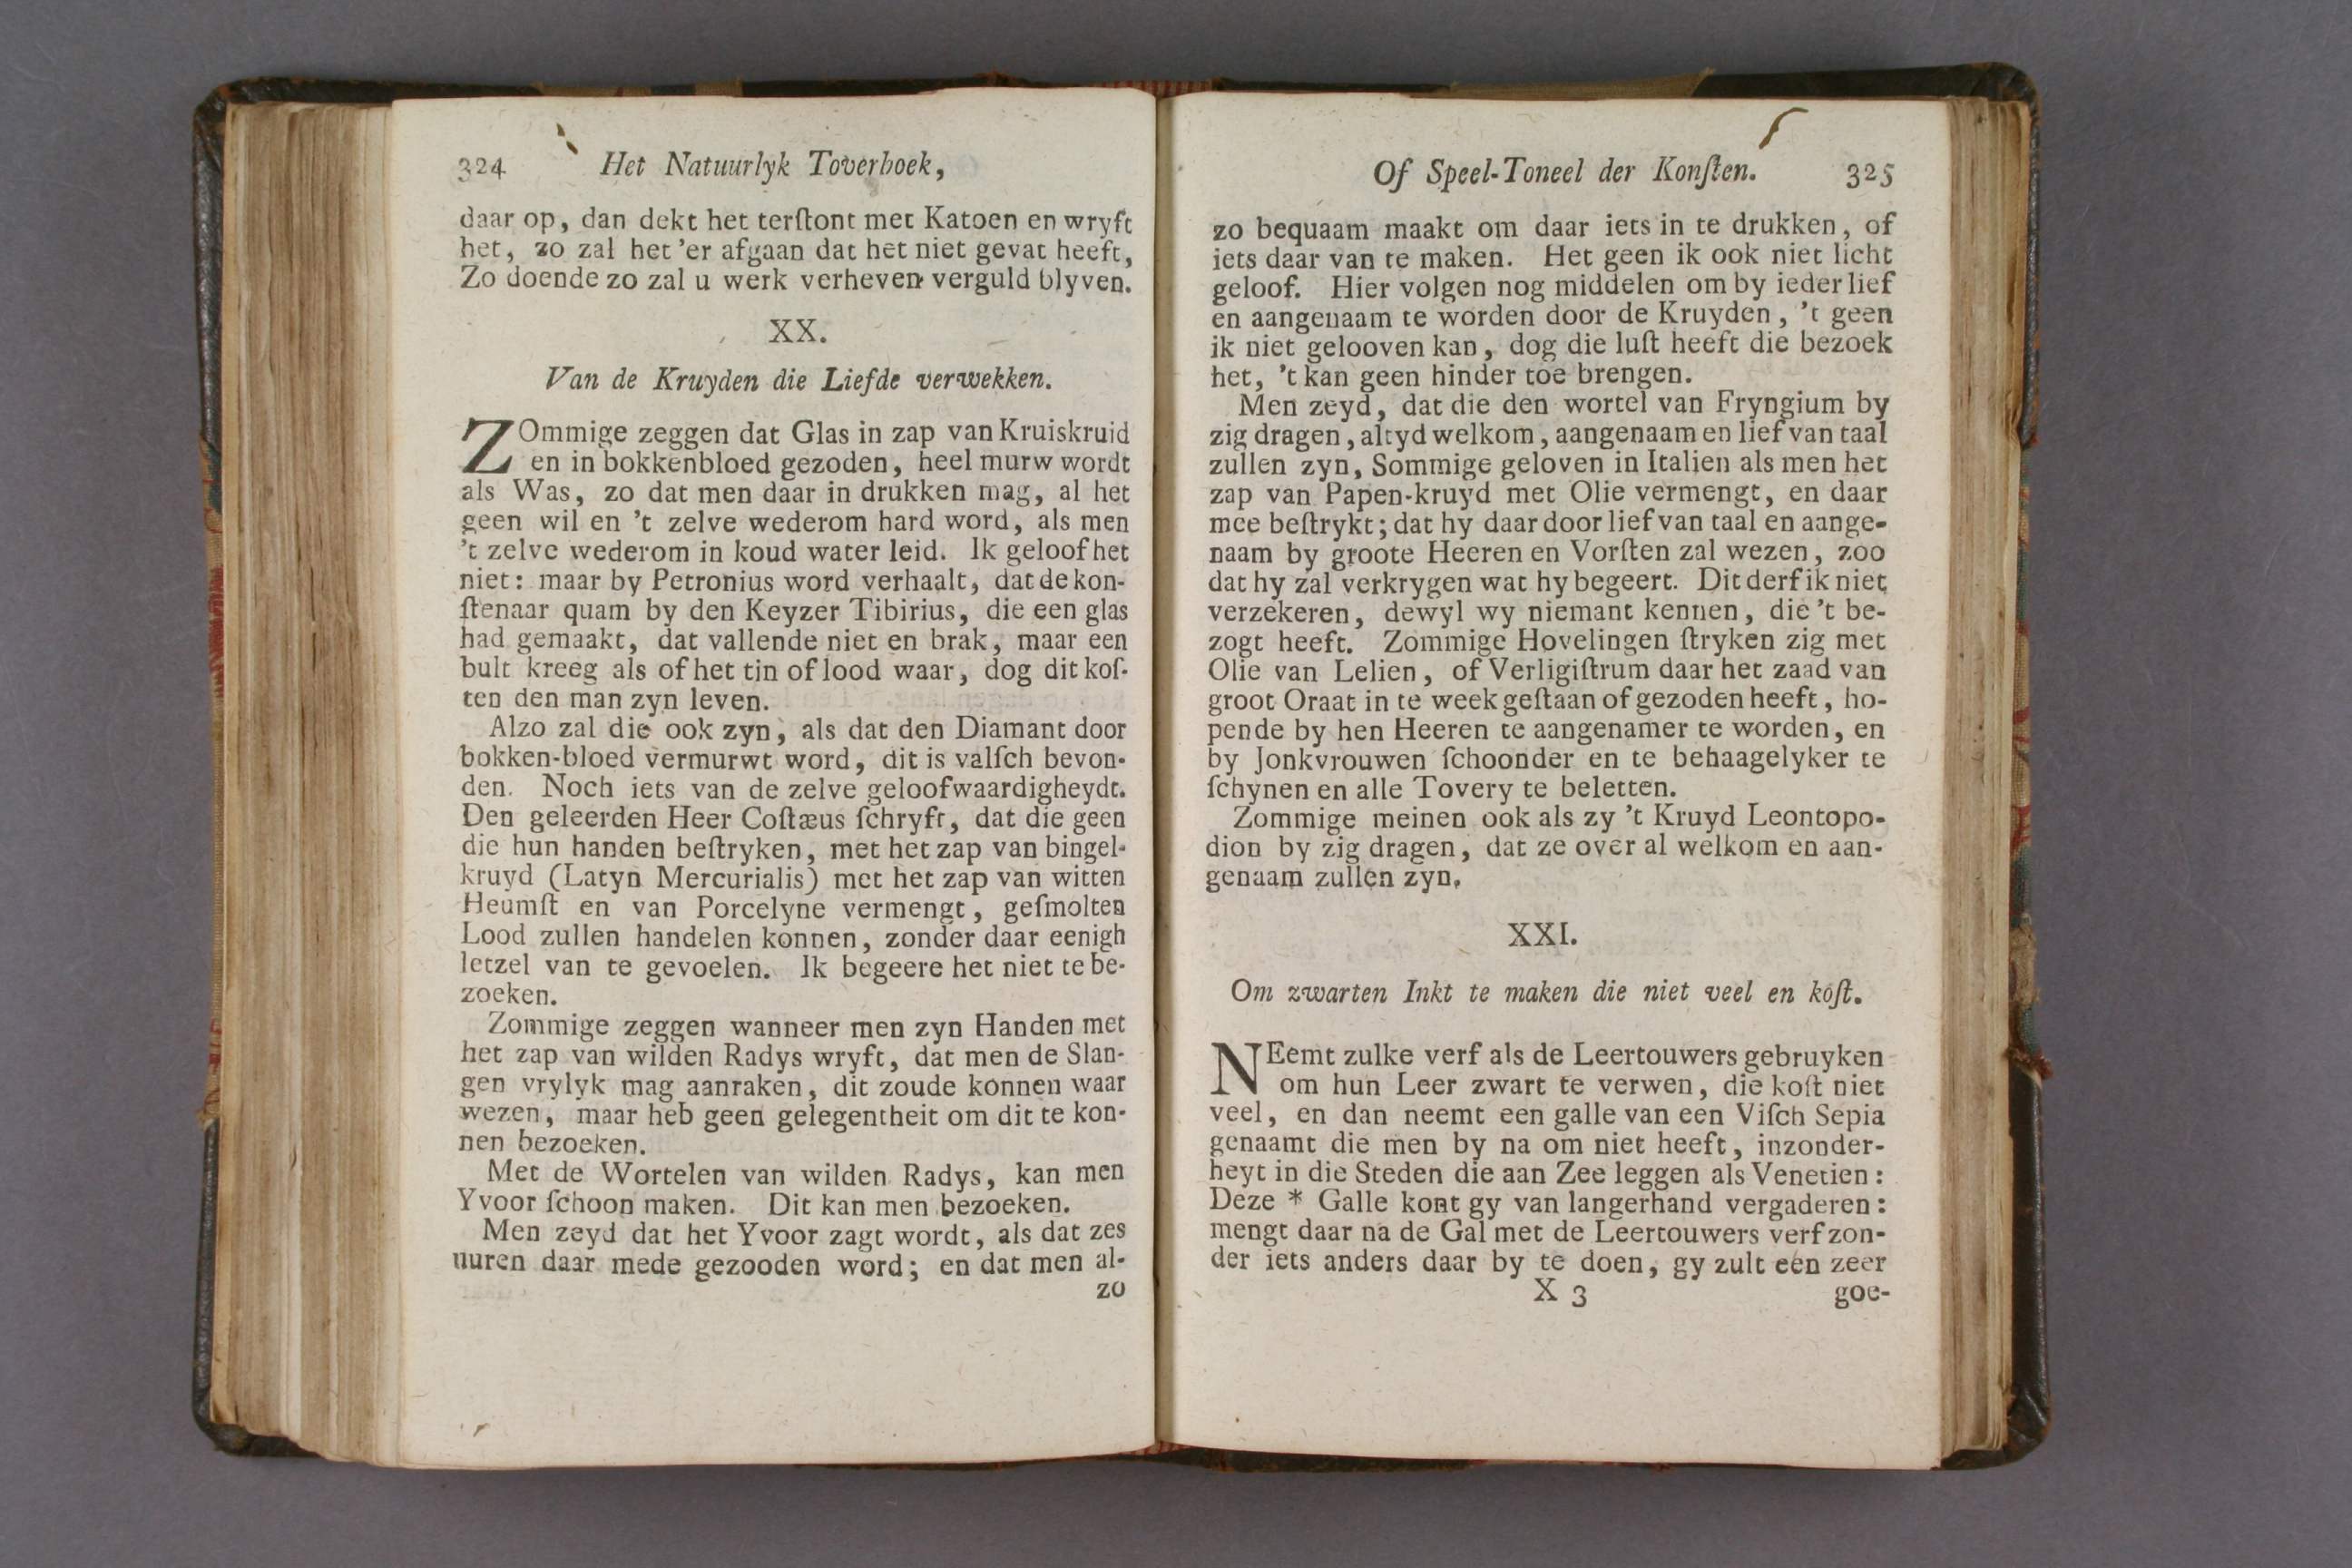 324 Het Natuurlyk Toverboek,
daar op, dan dekt het terſtont met Katoen en wryft
het, zo zal het 'er afgaan dat het niet gevat heeft,
Zo doende zo zal u werk verheven verguld blyven.
XX.
Van de Kruyden die Liefde verwekken.
ZOmmige zeggen dat Glas in zap van Kruiskruid
en in bokkenbloed gezoden, heel murw wordt
als Was, zo dat men daar in drukken mag, al het
geen wil en 't zelve wederom hard word, als men
't zelve wederom in koud water leid. Ik geloof het
niet: maar by Petronius word verhaalt, dat de kon-
ſtenaar quam by den Keyzer Tibirius, die een glas
had gemaakt, dat vallende niet en brak, maar een
bult kreeg als of het tin of lood waar, dog dit koſ-
ten den man zyn leven.
Alzo zal die ook zyn, als dat den Diamant door
bokken-bloed vermurwt word, dit is valſch bevon-
den. Noch iets van de zelve geloofwaardigheydt.
Den geleerden Heer Coſtæus ſchryft, dat die geen
die hun handen beſtryken, met het zap van bingel-
kruyd (Latyn Mercurialis) met het zap van witten
Heumſt en van Porcelyne vermengt, geſmolten
Lood zullen handelen konnen, zonder daar eenigh
letzel van te gevoelen. Ik begeere het niet te be-
zoeken.
Zommige zeggen wanneer men zyn Handen met
het zap van wilden Radys wryft, dat men de Slan-
gen vrylyk mag aanraken, dit zoude konnen waar
wezen, maar heb geen gelegentheit om dit te kon-
nen bezoeken.
Met de Wortelen van wilden Radys, kan men
Yvoor ſchoon maken. Dit kan men bezoeken.
Men zeyd dat het Yvoor zagt wordt, als dat zes
uuren daar mede gezooden word; en dat men al-
zo
Of Speel-Toneel der Konſten. 325
zo bequaam maakt om daar iets in te drukken, of
iets daar van te maken. Het geen ik ook niet licht
geloof. Hier volgen nog middelen om by ieder lief
en aangenaam te worden door de Kruyden, 't geen
ik niet gelooven kan, dog die luſt heeft die bezoek
het, 't kan geen hinder toe brengen.
Men zeyd, dat die den wortel van Fryngium by
zig dragen, altyd welkom, aangenaam en lief van taal
zullen zyn, Sommige geloven in Italien als men het
zap van Papen-kruyd met Olie vermengt, en daar
mee beſtrykt; dat hy daar door lief van taal en aange-
naam by groote Heeren en Vorſten zal wezen, zoo
dat hy zal verkrygen wat hy begeert. Dit derf ik niet
verzekeren, dewyl wy niemant kennen, die 't be-
zogt heeft. Zommige Hovelingen ſtryken zig met
Olie van Lelien, of Verligiſtrum daar het zaad van
groot Oraat in te week geſtaan of gezoden heeft, ho-
pende by hen Heeren te aangenamer te worden, en
by Jonkvrouwen ſchoonder en te behaagelyker te
ſchynen en alle Tovery te beletten.
Zommige meinen ook als zy 't Kruyd Leontopo-
dion by zig dragen, dat ze over al welkom en aan-
genaam zullen zyn.
XXI.
Om zwarten Inkt te maken die niet veel en koſt.
NEemt zulke verf als de Leertouwers gebruyken
om hun Leer zwart te verwen, die koſt niet
veel, en dan neemt een galle van een Viſch Sepia
genaamt die men by na om niet heeft, inzonder-
heyt in die Steden die aan Zee leggen als Venetien:
Deze * Galle kont gy van langerhand vergaderen:
mengt daar na de Gal met de Leertouwers verf zon-
der iets anders daar by te doen, gy zult een zeer
X 3 goe-